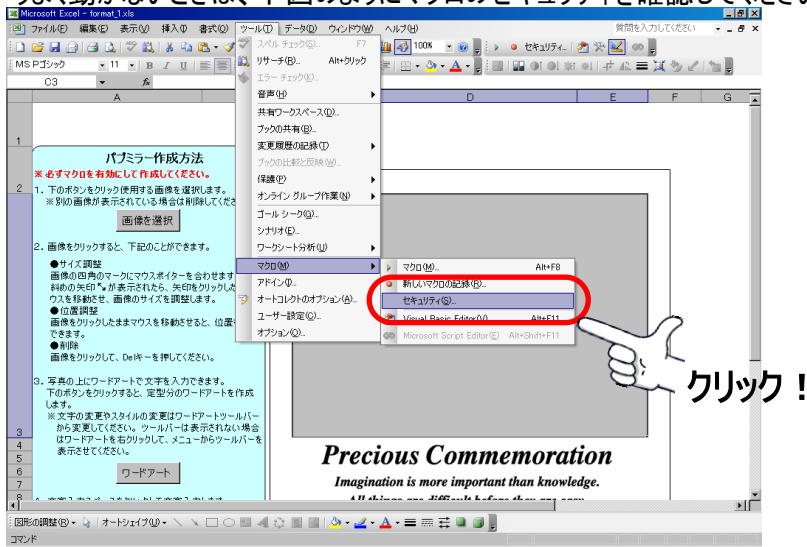 Microsoft Excel - format_1.xls
ファイル(F) 編集(E) 表示(V) 挿入(I) 書式(O) ツール(T) データ(D) ウィンドウ(W) ヘルプ(H) 質問を入力してください
100% セキュリティ...
MS Pゴシック 11 B I U
C3 fx
A D E F G
スペル チェック(S)... F7
リサーチ(R)... Alt+クリック
エラー チェック(K)...
音声(H)
共有ワークスペース(D)...
ブックの共有(B)...
変更履歴の記録(T)
ブックの比較と反映(W)...
保護(P)
オンライン グループ作業(N)
ゴール シーク(G)...
シナリオ(E)...
ワークシート分析(U)
マクロ(M)
アドイン(I)...
オートコレクトのオプション(A)...
ユーザー設定(C)...
オプション(O)...
マクロ(M)... Alt+F8
新しいマクロの記録(R)...
セキュリティ(S)...
Visual Basic Editor(V) Alt+F11
Microsoft Script Editor(E) Alt+Shift+F11
クリック！
1
2
3
4
5
6
7
8
パブミラー作成方法
※必ずマクロを有効にして作成してください。
1. 下のボタンをクリック使用する画像を選択します。
※別の画像が表示されている場合は削除してくださ
画像を選択
2. 画像をクリックすると、下記のことができます。
●サイズ調整
画像の四角のマークにマウスポイターを合わせます
斜めの矢印が表示されたら、矢印をクリックした
ウスを移動させ、画像のサイズを調整します。
●位置調整
画像をクリックしたままマウスを移動させると、位置
できます。
●削除
画像をクリックして、Delキーを押してください。
3. 写真の上にワードアートで文字を入力できます。
下のボタンをクリックすると、定型分のワードアートを作成
します。
※文字の変更やスタイルの変更はワードアートツールバー
から変更してください。ツールバーは表示されない場合
はワードアートを右クリックして、メニューからツールバーを
表示させてください。
ワードアート
Precious Commemoration
Imagination is more important than knowledge.
図形の調整(R) オートシェイプ(U)
コマンド